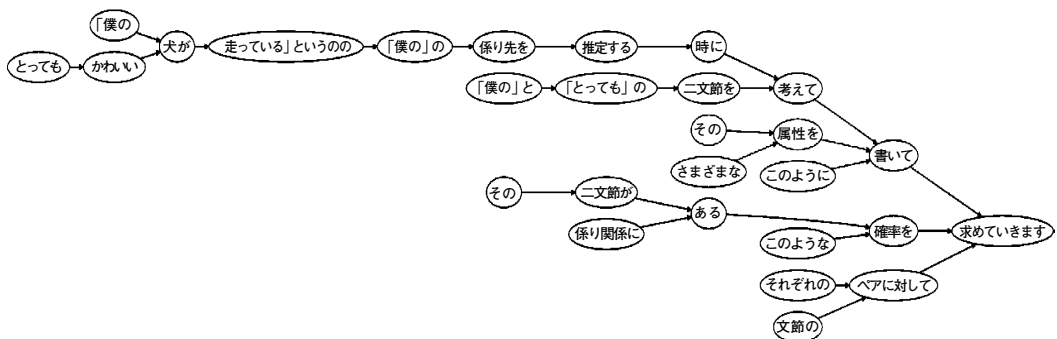 「僕の
とっても
かわいい
犬が
走っている」というのの
「僕の」の
係り先を
推定する
時に
「僕の」と
「とっても」の
二文節を
考えて
その
さまざまな
属性を
このように
書いて
その
二文節が
係り関係に
ある
このような
確率を
求めていきます
それぞれの
ペアに対して
文節の